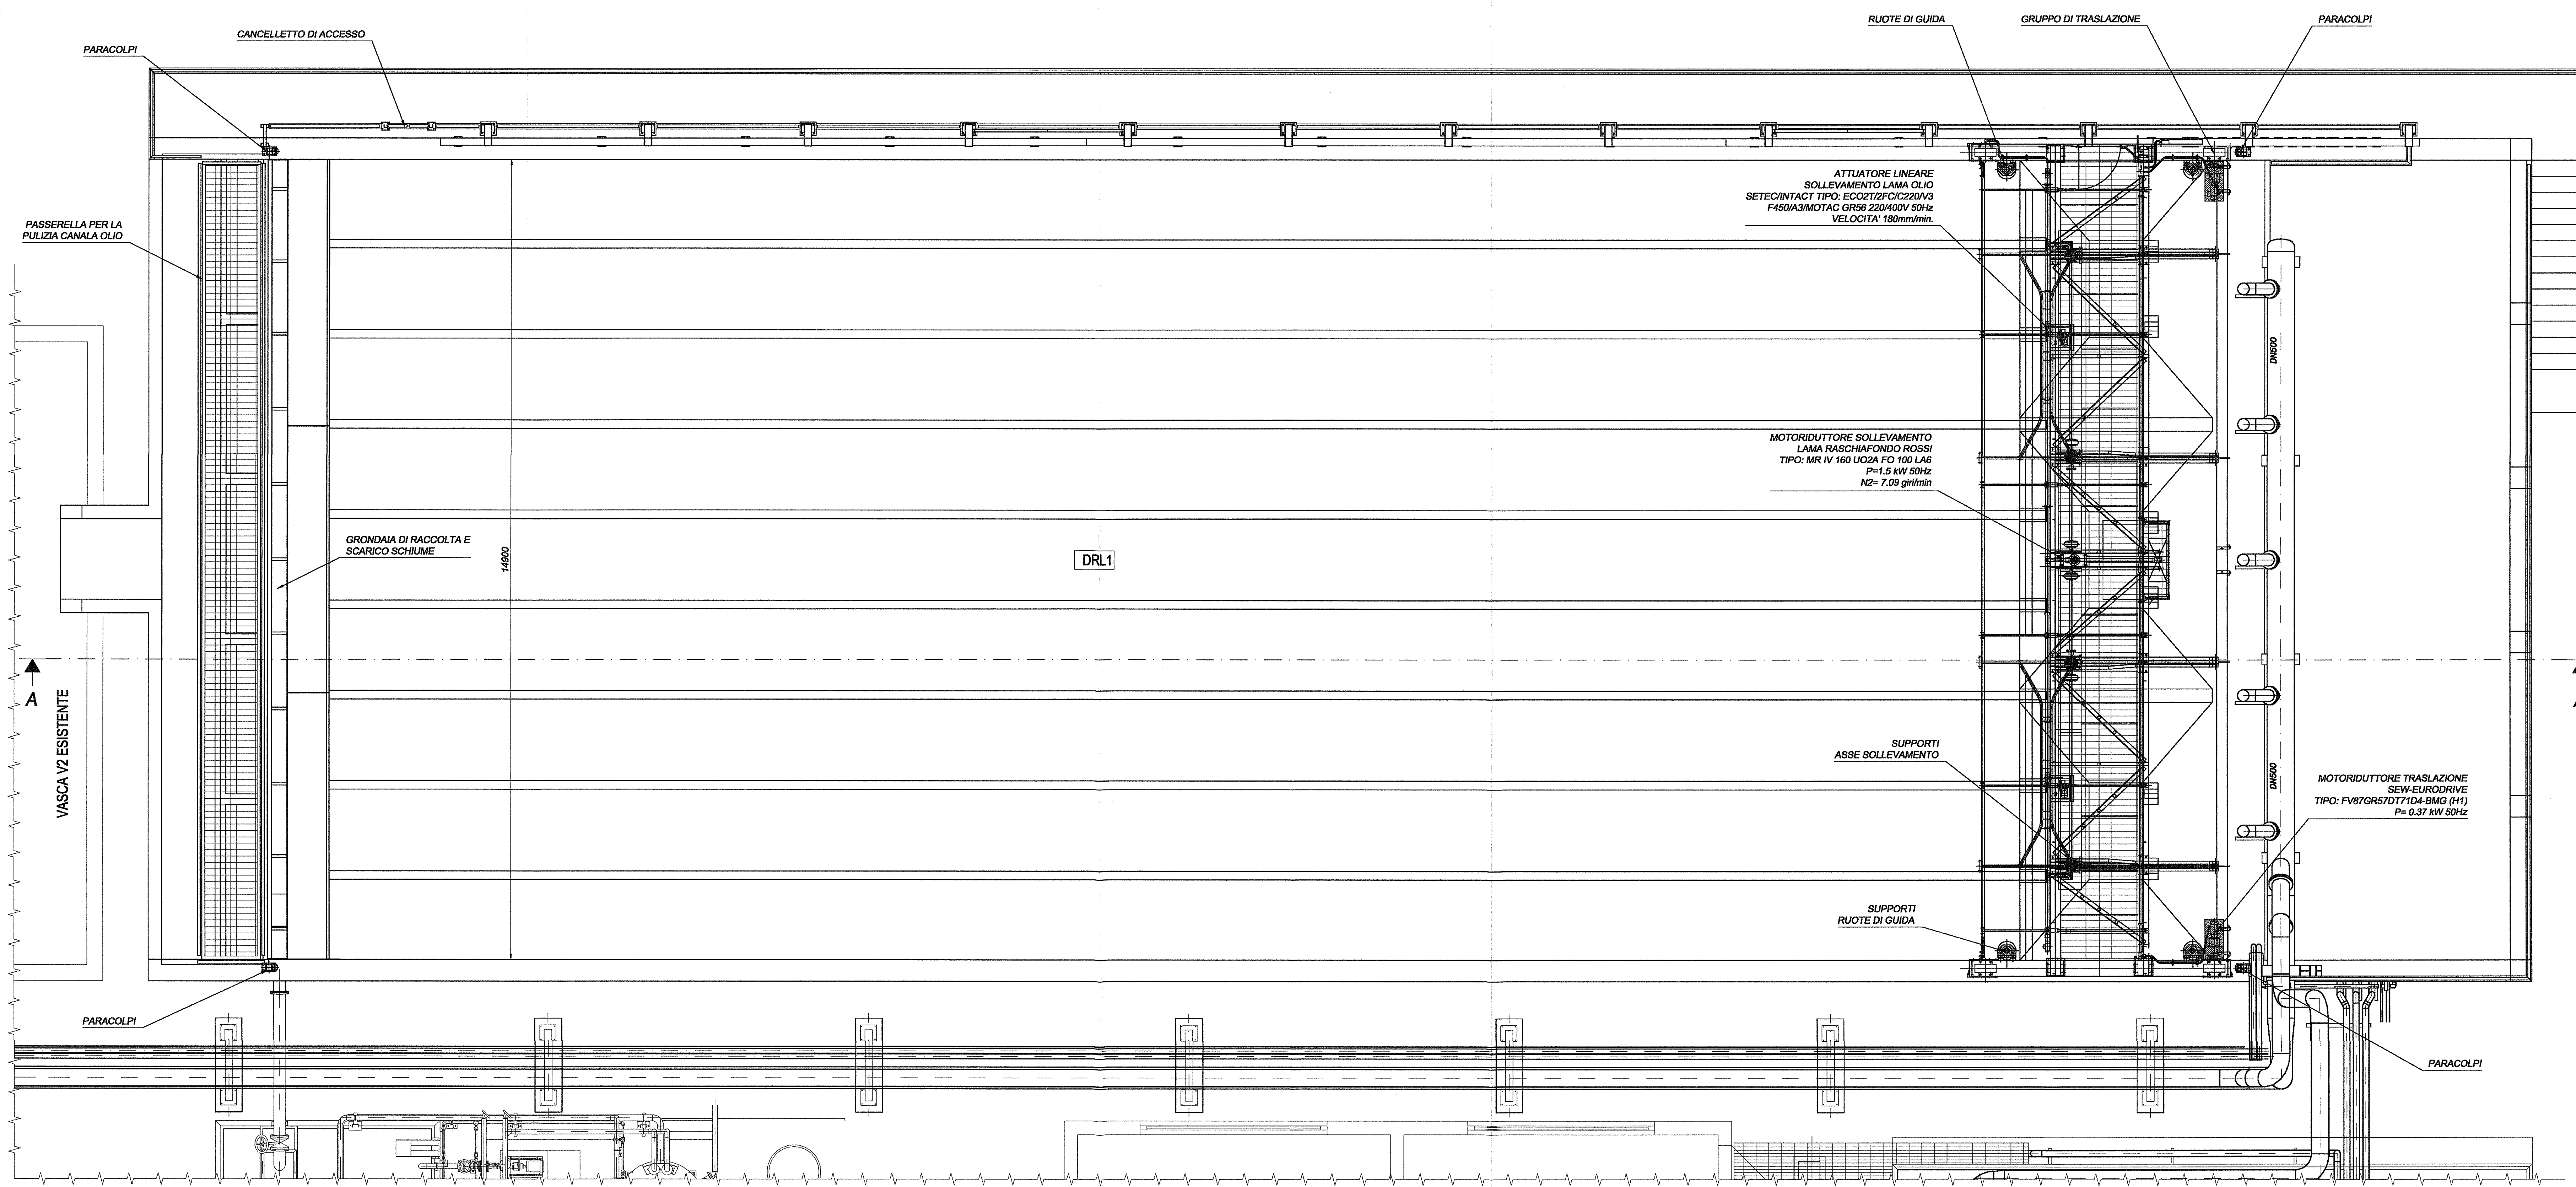 RUOTE DI GUIDA
GRUPPO DI TRASLAZIONE
PARACOLPI
CANCELLETTO DI ACCESSO
PARACOLPI
ATTUATORE LINEARE
SOLLEVAMENTO LAMA OLIO
SETEC/INTACT TIPO: ECO2T/2FC/C220/V3
F450/A3/MOTAC GR56 220/400V 50Hz
VELOCITA' 180mm/min.
PASSERELLA PER LA
PULIZIA CANALA OLIO
DN500
MOTORIDUTTORE SOLLEVAMENTO
LAMA RASCHIAFONDO ROSSI
TIPO: MR IV 160 UO2A FO 100 LA6
P=1.5 kW 50Hz
N2= 7.09 giri/min
GRONDAIA DI RACCOLTA E
SCARICO SCHIUME
14900
DRL1
A
VASCA V2 ESISTENTE
SUPPORTI
ASSE SOLLEVAMENTO
DN500
MOTORIDUTTORE TRASLAZIONE
SEW-EURODRIVE
TIPO: FV87GR57DT71D4-BMG (H1)
P= 0.37 kW 50Hz
SUPPORTI
RUOTE DI GUIDA
PARACOLPI
PARACOLPI